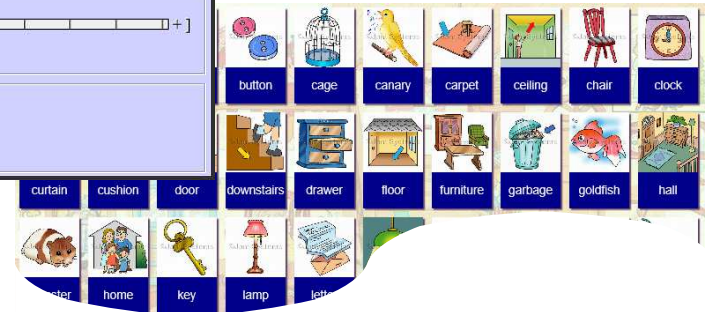 + ]
button cage canary carpet ceiling chair clock
curtain cushion door downstairs drawer floor furniture garbage goldfish hall
home key lamp